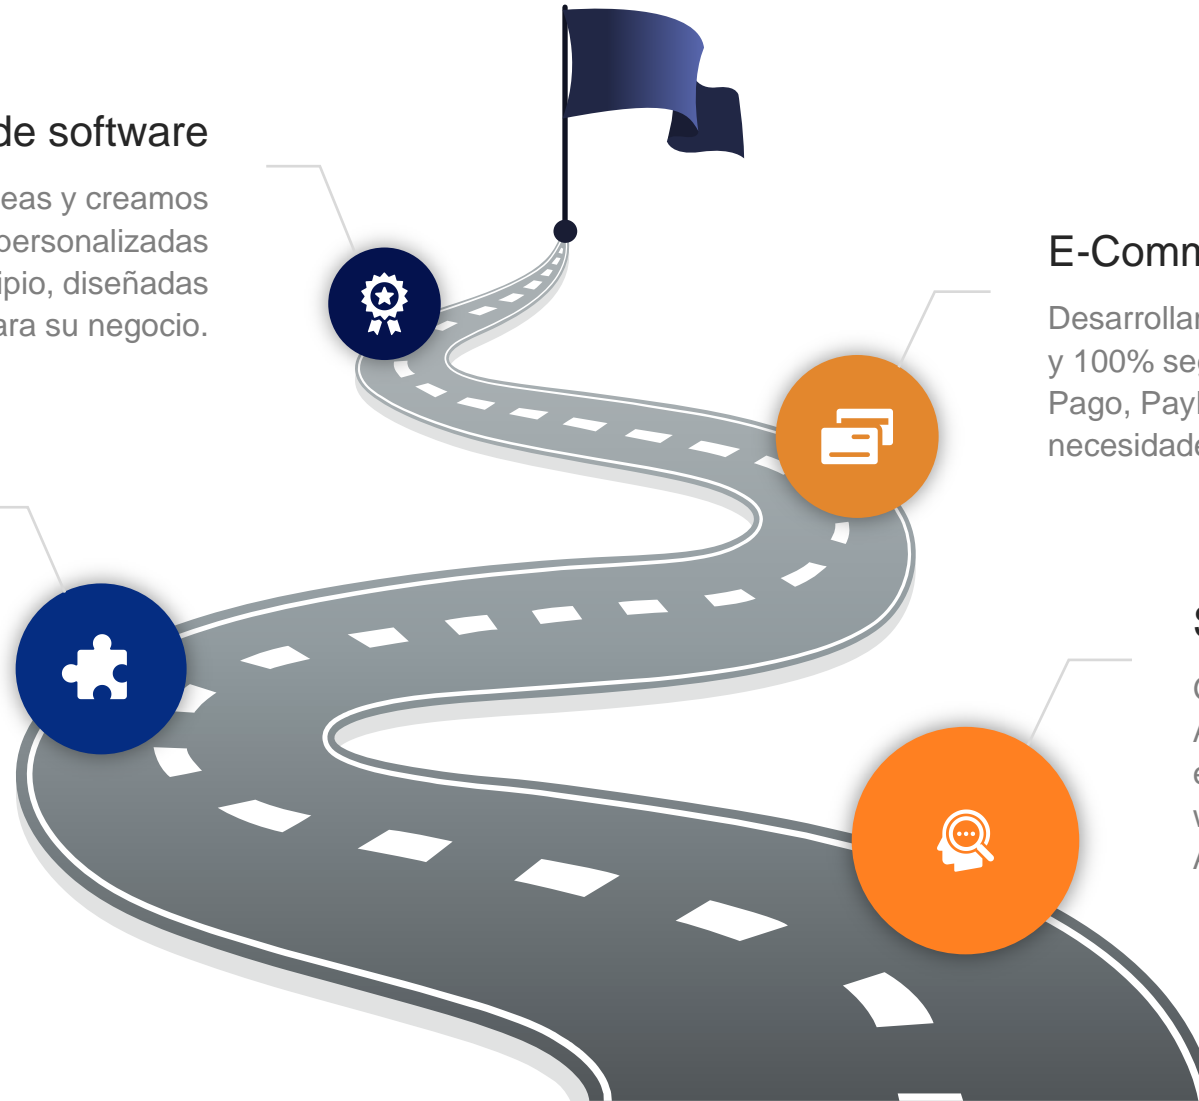 de software
eas y creamos
personalizadas
ipio, diseñadas
ara su negocio.
E-Comm
Desarrollar
y 100% seg
Pago, Payl
necesidade